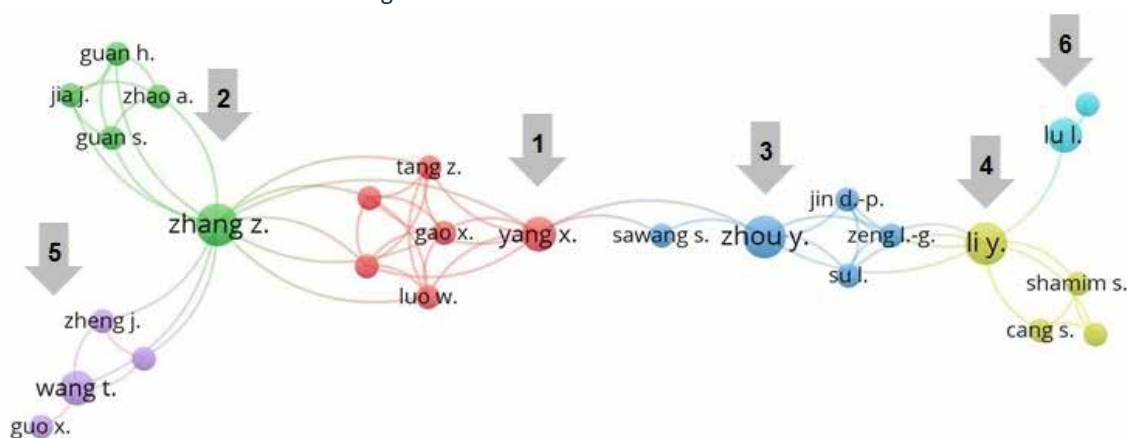 guan h.
jia j.
zhao a.
guan s.
2
zhang z.
5
zheng j.
wang t.
guo x.
tang z.
gao x.
luo w.
1
yang x.
sawang s.
3
zhou y.
jin d.-p.
zeng l.-g.
su l.
4
li y.
shamim s.
cang s.
6
lu l.